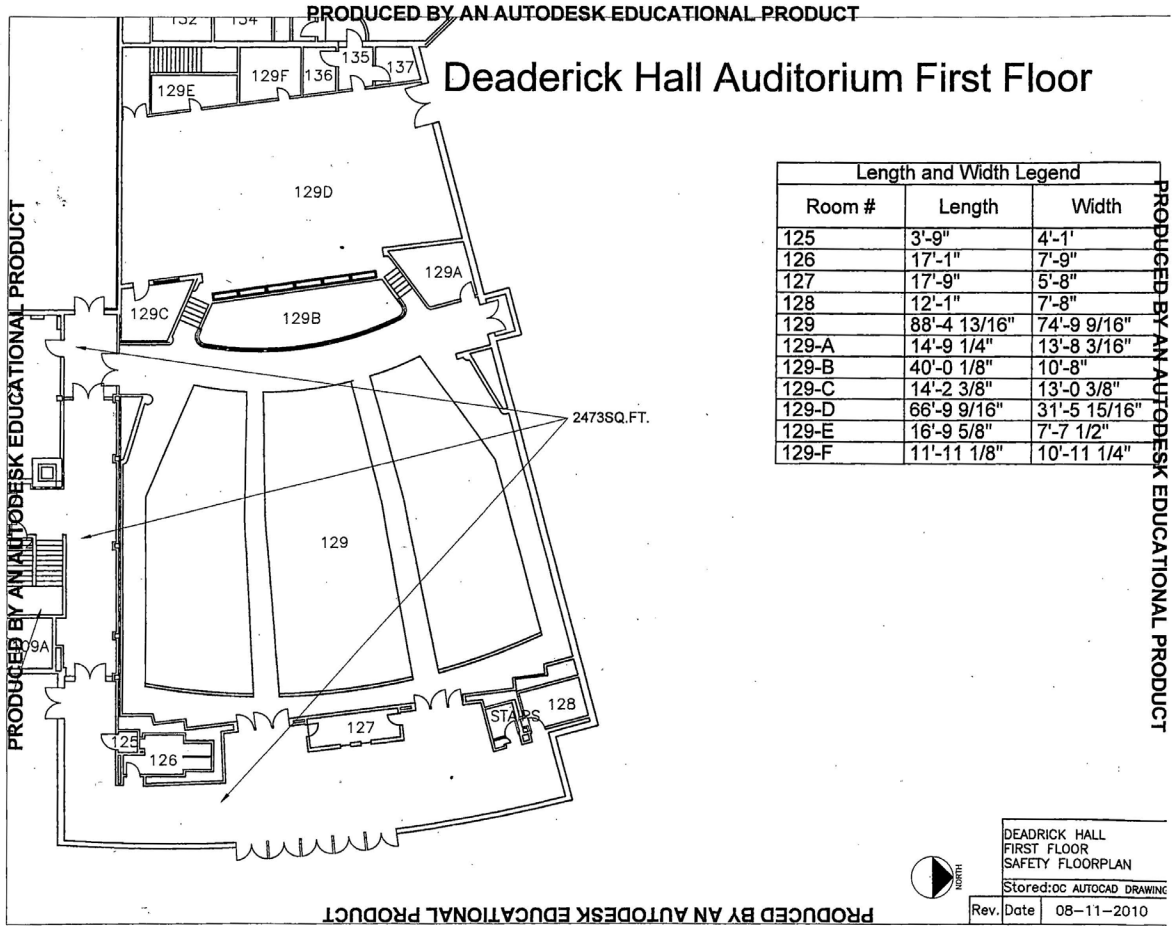 PRODUCED BY AN AUTODESK EDUCATIONAL PRODUCT
Deaderick Hall Auditorium First Floor
132
134
135
136
137
129F
129E
129D
129A
129B
129C
129
2473SQ.FT.
09A
125
126
127
STAIRS
128
Length and Width Legend
Room # Length Width
125 3'-9" 4'-1'
126 17'-1" 7'-9"
127 17'-9" 5'-8"
128 12'-1" 7'-8"
129 88'-4 13/16" 74'-9 9/16"
129-A 14'-9 1/4" 13'-8 3/16"
129-B 40'-0 1/8" 10'-8"
129-C 14'-2 3/8" 13'-0 3/8"
129-D 66'-9 9/16" 31'-5 15/16"
129-E 16'-9 5/8" 7'-7 1/2"
129-F 11'-11 1/8" 10'-11 1/4"
PRODUCED BY AN AUTODESK EDUCATIONAL PRODUCT
PRODUCED BY AN AUTODESK EDUCATIONAL PRODUCT
NORTH
DEADRICK HALL
FIRST FLOOR
SAFETY FLOORPLAN
Stored:OC AUTOCAD DRAWING
Rev. Date 08-11-2010
PRODUCED BY AN AUTODESK EDUCATIONAL PRODUCT